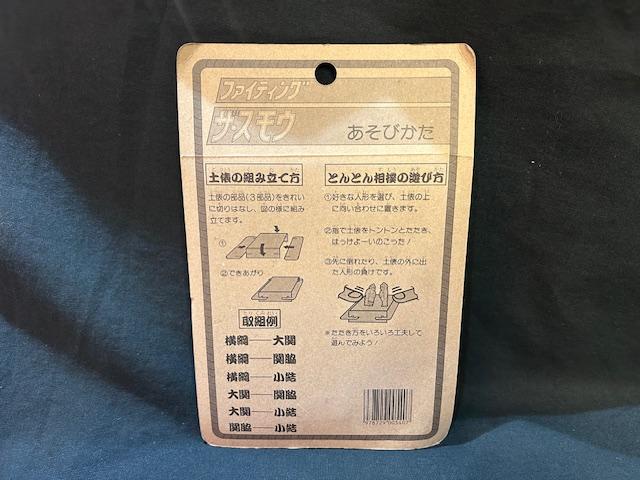 ファイティング
ザ・スモウ
あそびかた
土俵の組み立て方
土俵の部品(3部品)をきれい
に切りはなし、図の様に組み
立てます。
①
②できあがり
取組例
横綱――大関
横綱――関脇
横綱――小結
大関――関脇
大関――小結
関脇――小結
とんとん相撲の遊び方
①好きな人形を選び、土俵の上
に向い合わせに置きます。
②指で土俵をトントンとたたき、
はっけよーいのこった!
③先に倒れたり、土俵の外に出
た人形の負けです。
※たたき方をいろいろ工夫して
遊んでみよう!